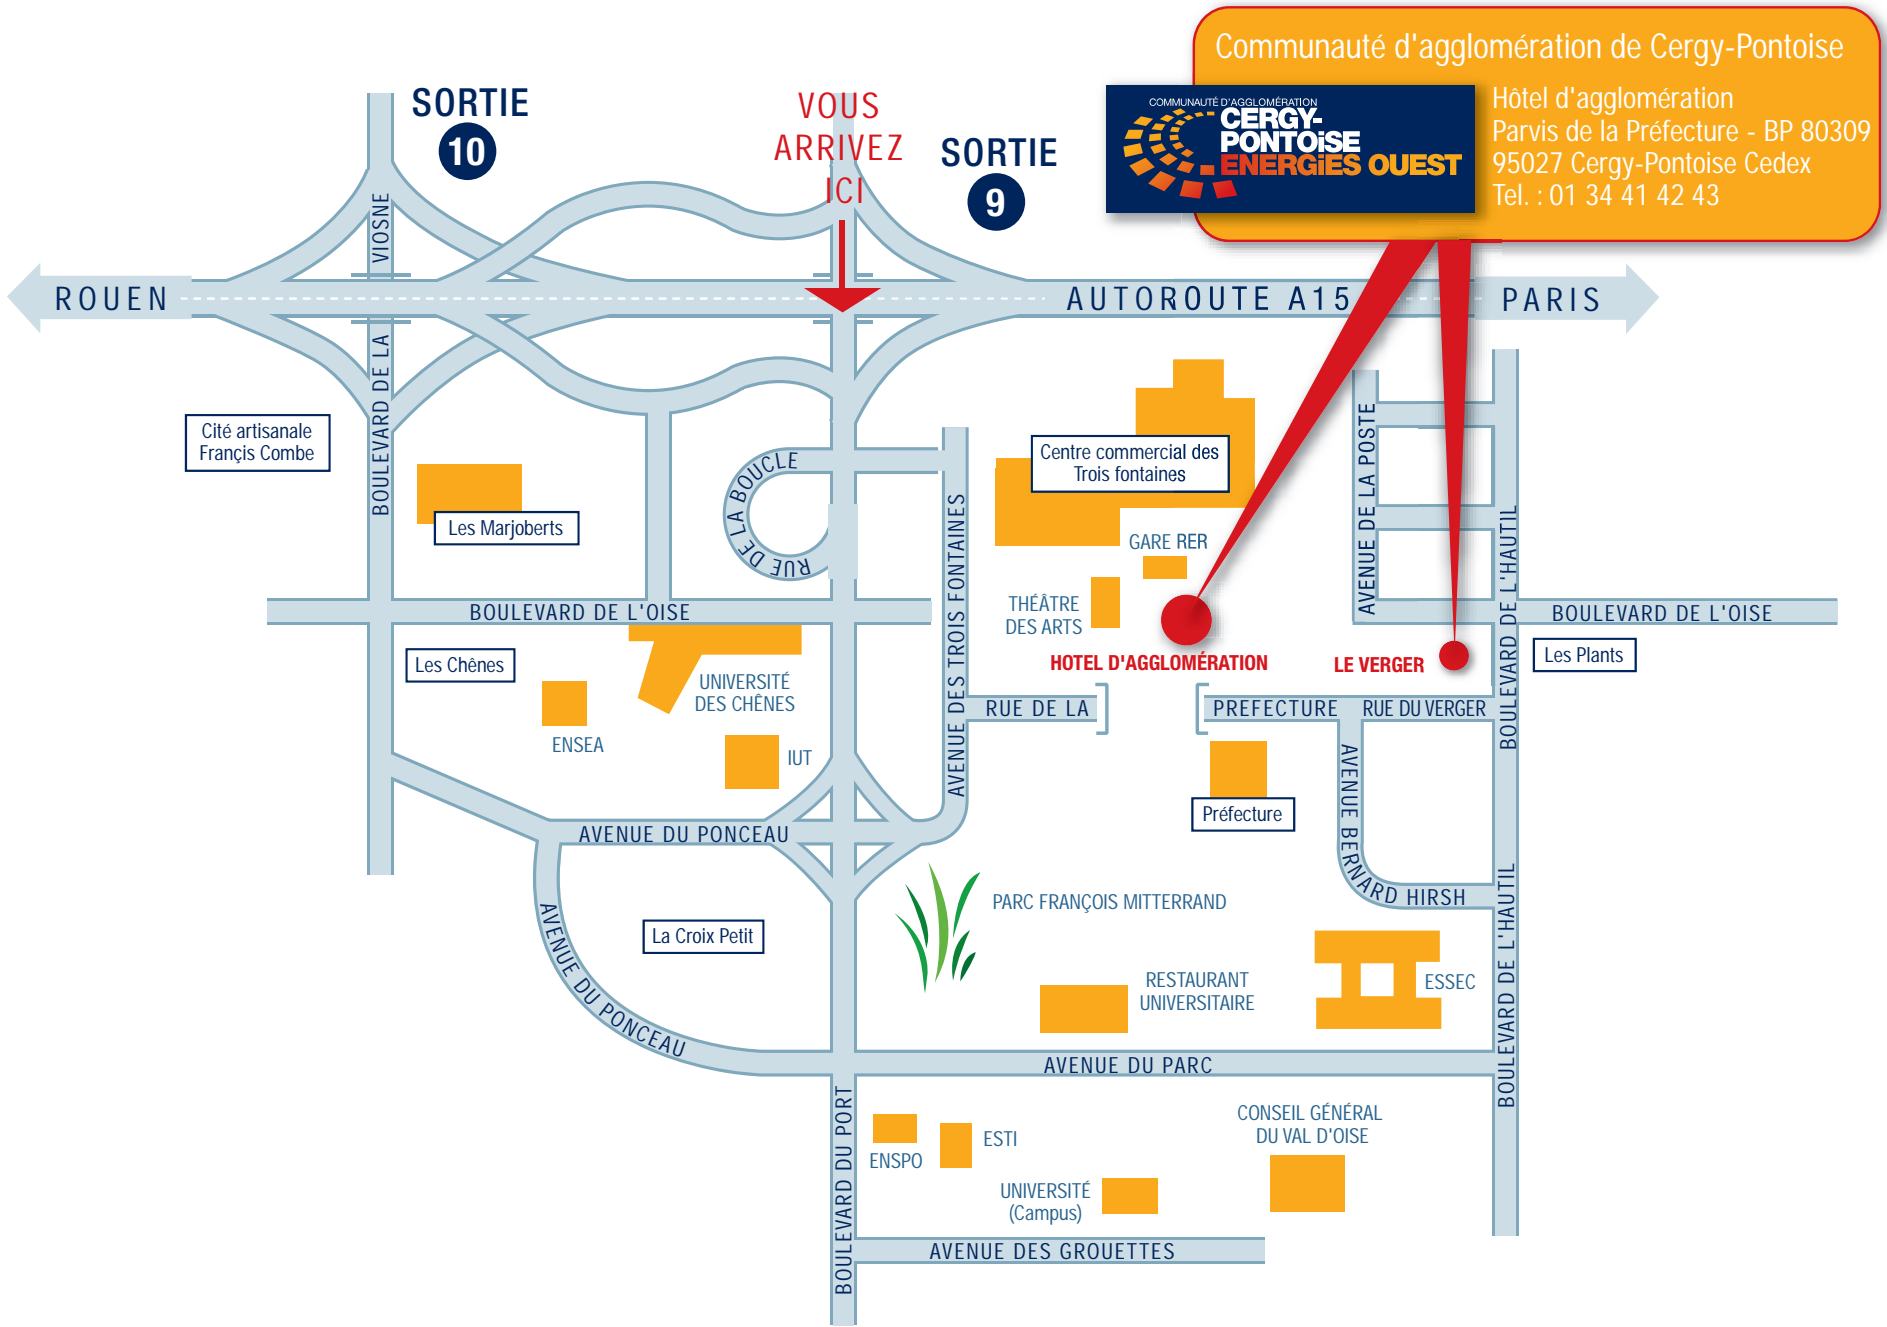 Communauté d'agglomération de Cergy-Pontoise
COMMUNAUTÉ D'AGGLOMÉRATION
CERGY-
PONTOiSE
ENERGiES OUEST
Hôtel d'agglomération
Parvis de la Préfecture - BP 80309
95027 Cergy-Pontoise Cedex
Tel. : 01 34 41 42 43
SORTIE
10
VOUS
ARRIVEZ
ICI
SORTIE
9
ROUEN
AUTOROUTE A15
PARIS
BOULEVARD DE LA VIOSNE
Cité artisanale
Françis Combe
Les Marjoberts
RUE DE LA BOUCLE
AVENUE DES TROIS FONTAINES
Centre commercial des
Trois fontaines
GARE RER
THÉÂTRE
DES ARTS
HOTEL D'AGGLOMÉRATION
LE VERGER
AVENUE DE LA POSTE
BOULEVARD DE L'HAUTIL
BOULEVARD DE L'OISE
BOULEVARD DE L'OISE
Les Plants
Les Chênes
UNIVERSITÉ
DES CHÊNES
ENSEA
IUT
RUE DE LA
PREFECTURE
RUE DU VERGER
Préfecture
AVENUE BERNARD HIRSH
AVENUE DU PONCEAU
AVENUE DU PONCEAU
La Croix Petit
PARC FRANÇOIS MITTERRAND
RESTAURANT
UNIVERSITAIRE
ESSEC
BOULEVARD DE L'HAUTIL
AVENUE DU PARC
BOULEVARD DU PORT
ENSPO
ESTI
CONSEIL GÉNÉRAL
DU VAL D'OISE
UNIVERSITÉ
(Campus)
AVENUE DES GROUETTES